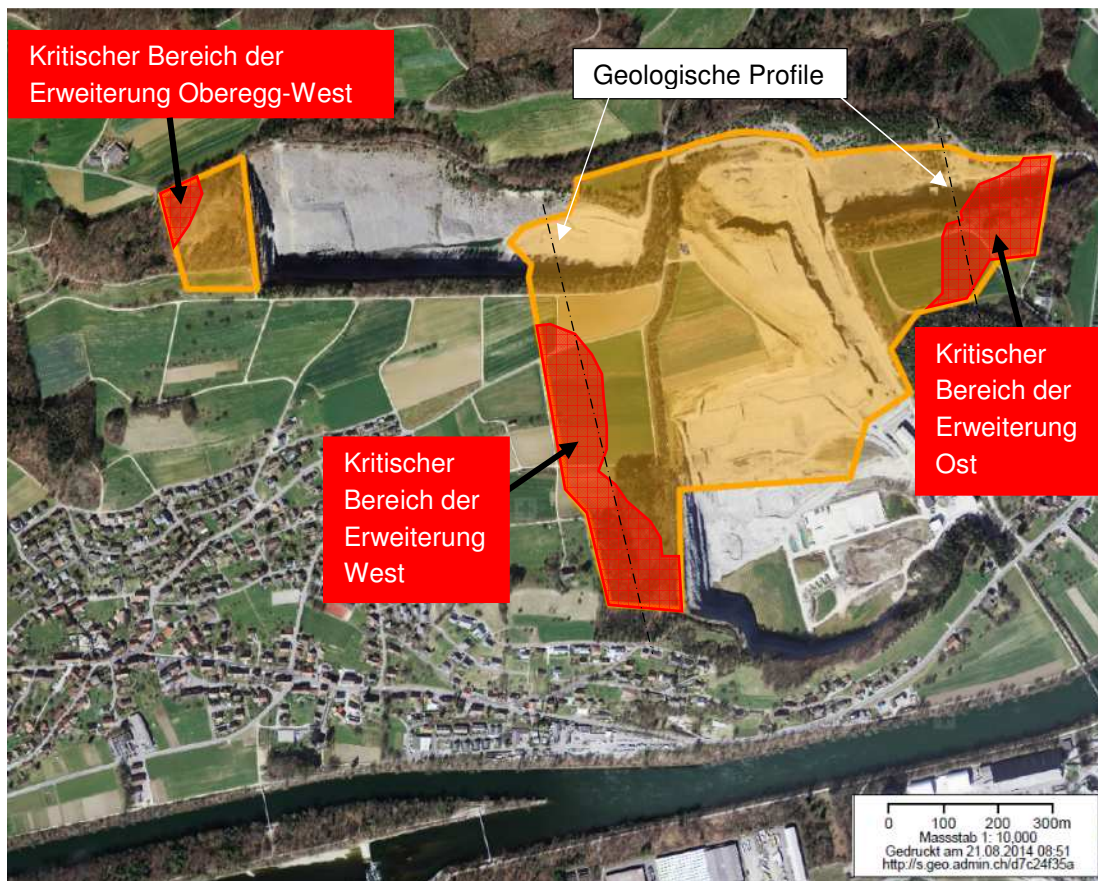 Kritischer Bereich der
Erweiterung Oberegg-West
Geologische Profile
Kritischer
Bereich der
Erweiterung
West
Kritischer
Bereich der
Erweiterung
Ost
0 100 200 300m
Massstab 1: 10,000
Gedruckt am 21.08.2014 08:51
http://s.geo.admin.ch/d7c24f35a